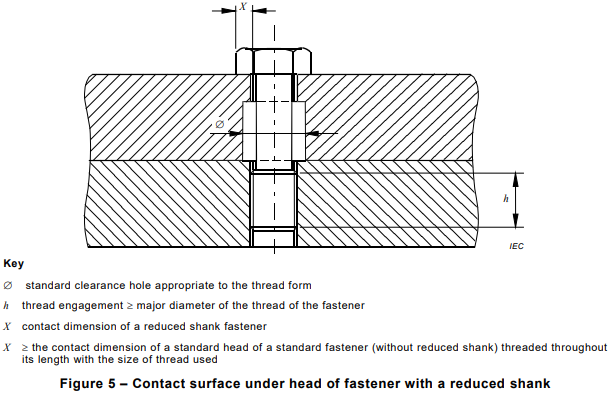 X
∅
h
IEC
Key
∅ standard clearance hole appropriate to the thread form
h thread engagement ≥ major diameter of the thread of the fastener
X contact dimension of a reduced shank fastener
X ≥ the contact dimension of a standard head of a standard fastener (without reduced shank) threaded throughout
its length with the size of thread used
Figure 5 – Contact surface under head of fastener with a reduced shank